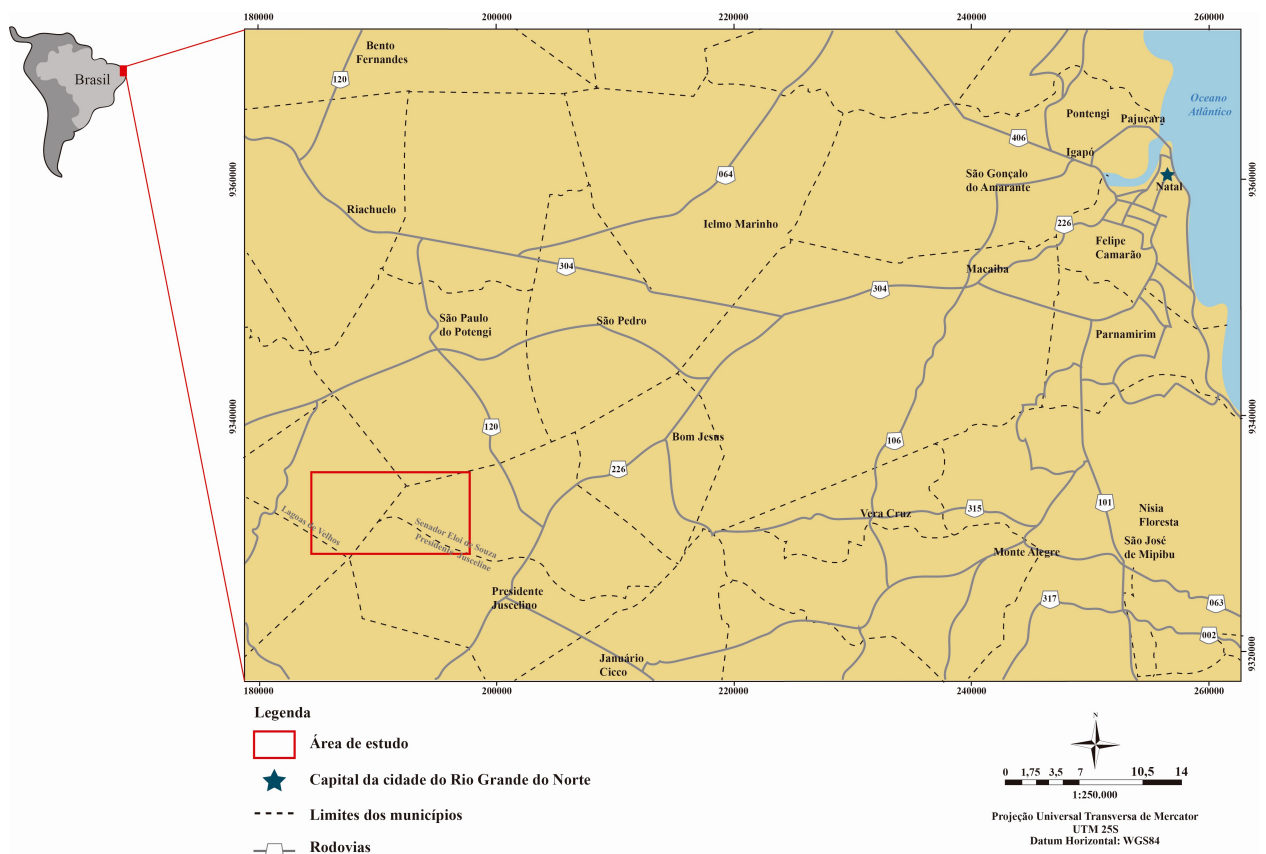 180000
200000
220000
240000
260000
Brasil
Bento
Fernandes
120
Oceano
Atlântico
Pontengi
Pajuçara
406
Igapó
9360000
064
São Gonçalo
do Amarante
Natal
9360000
Riachuelo
Ielmo Marinho
226
Felipe
Camarão
304
Macaiba
304
São Paulo
do Potengi
São Pedro
Parnamirim
9340000
9340000
120
Bom Jesus
106
226
Lagoas de Velhos
Senador Eloi de Souza
Presidente Jusceline
Vera Cruz
315
101
Nisia
Floresta
São José
de Mipibu
Monte Alegre
Presidente
Juscelino
317
063
002
Januário
Cicco
9320000
180000
200000
220000
240000
260000
Legenda
Área de estudo
Capital da cidade do Rio Grande do Norte
Limites dos municípios
Rodovias
N
0 1,75 3,5 7 10,5 14
1:250.000
Projeção Universal Transversa de Mercator
UTM 25S
Datum Horizontal: WGS84